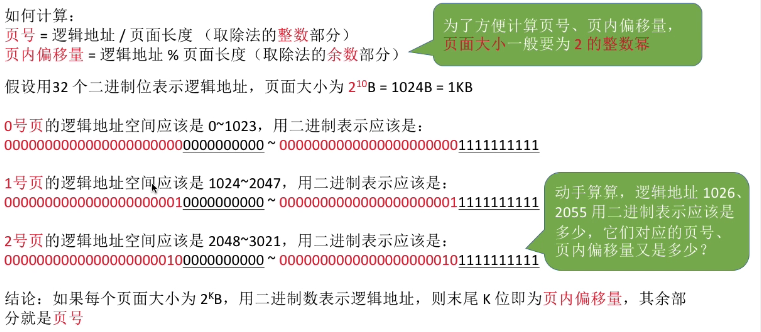 如何计算：
页号 = 逻辑地址 / 页面长度 （取除法的整数部分）
页内偏移量 = 逻辑地址 % 页面长度（取除法的余数部分）
为了方便计算页号、页内偏移量，
页面大小一般要为 2 的整数幂
假设用32 个二进制位表示逻辑地址，页面大小为 2¹⁰B = 1024B = 1KB
0号页的逻辑地址空间应该是 0~1023，用二进制表示应该是：
00000000000000000000000000000000 ~ 00000000000000000000001111111111
1号页的逻辑地址空间应该是 1024~2047，用二进制表示应该是：
00000000000000000000010000000000 ~ 00000000000000000000011111111111
2号页的逻辑地址空间应该是 2048~3021，用二进制表示应该是：
00000000000000000000100000000000 ~ 00000000000000000000101111111111
动手算算，逻辑地址 1026、
2055 用二进制表示应该是
多少，它们对应的页号、
页内偏移量又是多少？
结论：如果每个页面大小为 2ᴷB，用二进制数表示逻辑地址，则末尾 K 位即为页内偏移量，其余部
分就是页号